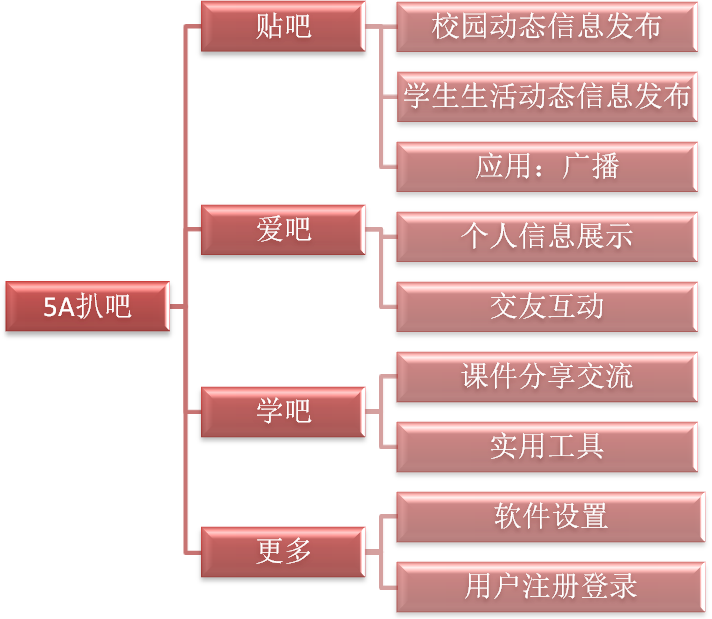 5A扒吧
贴吧
校园动态信息发布
学生生活动态信息发布
应用：广播
爱吧
个人信息展示
交友互动
学吧
课件分享交流
实用工具
更多
软件设置
用户注册登录